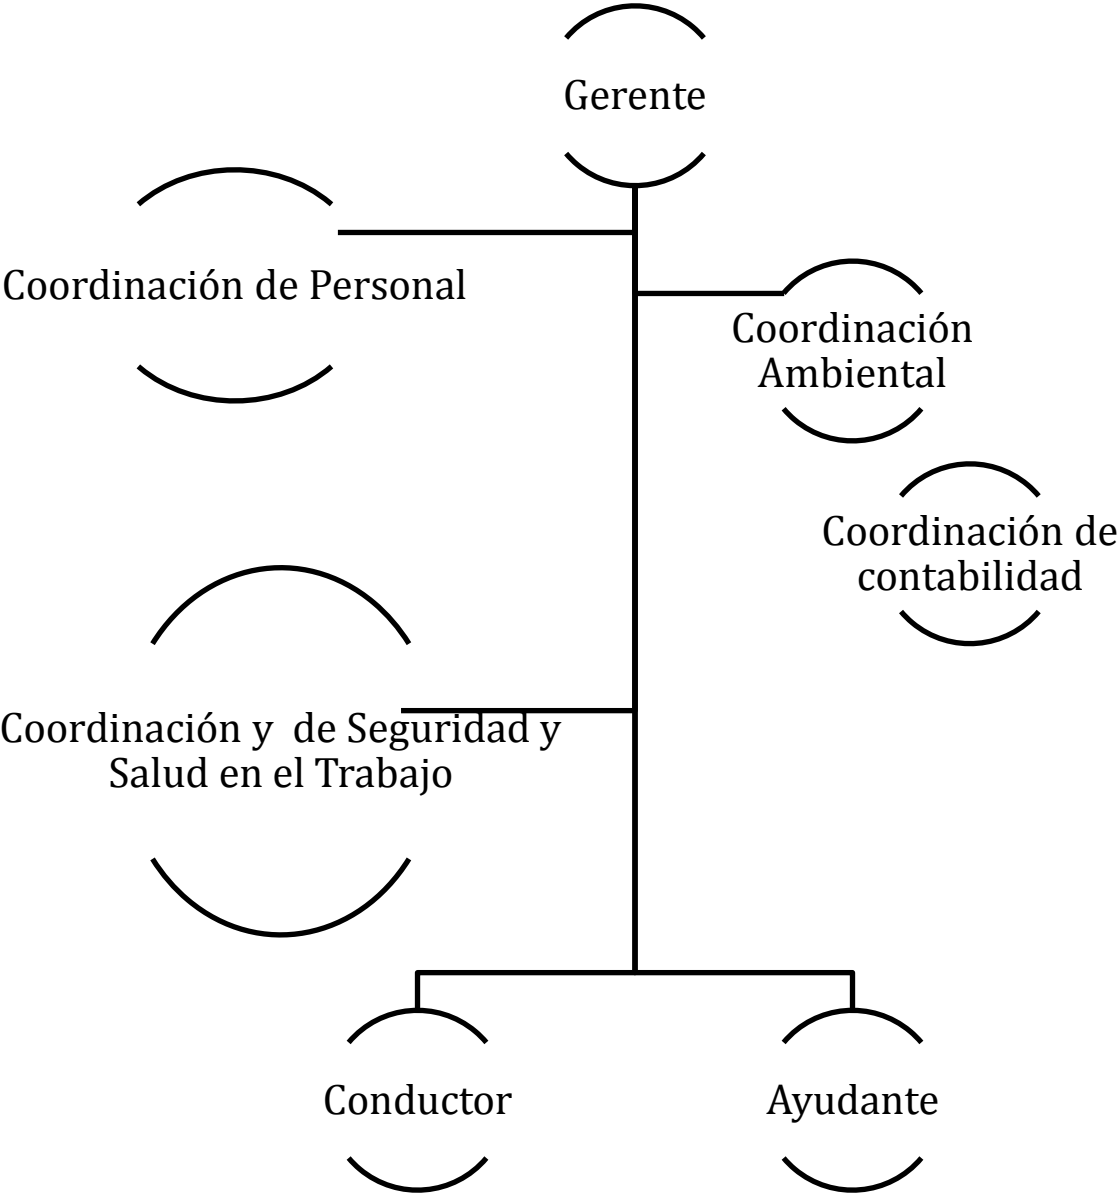 Gerente
Coordinación de Personal
Coordinación
Ambiental
Coordinación de
contabilidad
Coordinación y  de Seguridad y
Salud en el Trabajo
Conductor
Ayudante